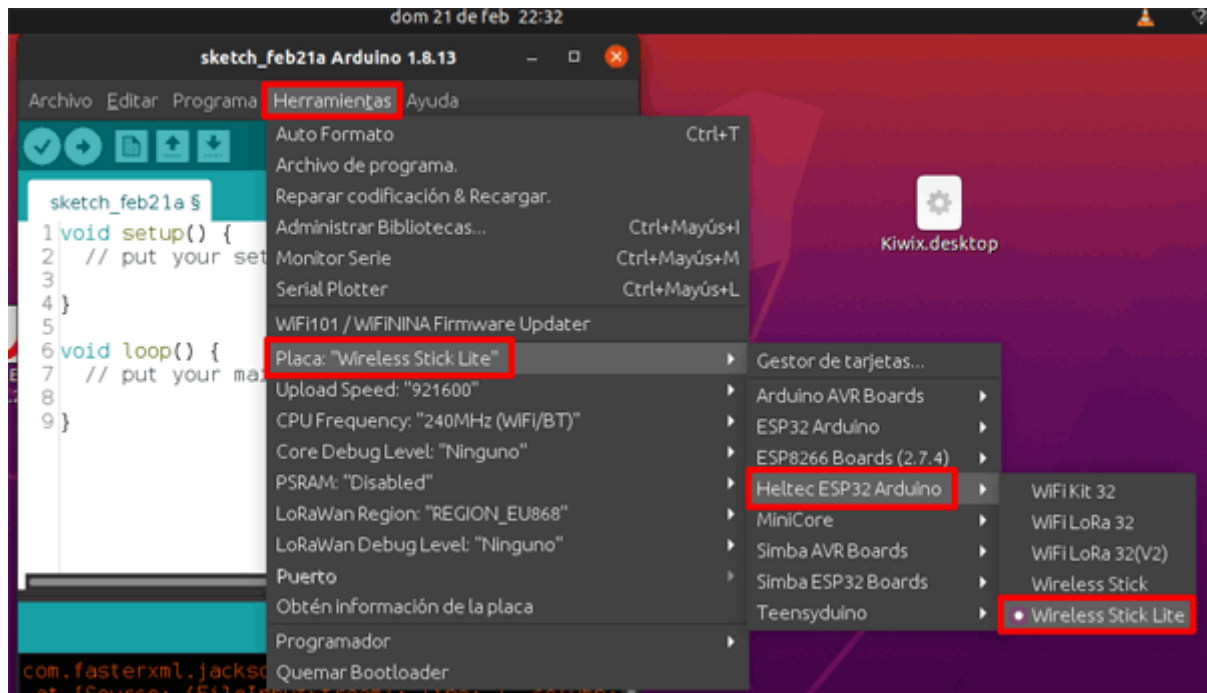 dom 21 de feb 22:32
sketch_feb21a Arduino 1.8.13
Archivo Editar Programa Herramientas Ayuda
Auto Formato Ctrl+T
Archivo de programa.
Reparar codificación & Recargar.
Administrar Bibliotecas... Ctrl+Mayús+I
Monitor Serie Ctrl+Mayús+M
Serial Plotter Ctrl+Mayús+L
WiFi101 / WiFiNINA Firmware Updater
Placa: "Wireless Stick Lite"
Upload Speed: "921600"
CPU Frequency: "240MHz (WiFi/BT)"
Core Debug Level: "Ninguno"
PSRAM: "Disabled"
LoRaWan Region: "REGION_EU868"
LoRaWan Debug Level: "Ninguno"
Puerto
Obtén información de la placa
Programador
Quemar Bootloader
sketch_feb21a §
1 void setup() {
2 // put your set
3
4 }
5
6 void loop() {
7 // put your mai
8
9 }
com.fasterxml.jackso
Gestor de tarjetas...
Arduino AVR Boards
ESP32 Arduino
ESP8266 Boards (2.7.4)
Heltec ESP32 Arduino
MiniCore
Simba AVR Boards
Simba ESP32 Boards
Teensyduino
WiFi Kit 32
WiFi LoRa 32
WiFi LoRa 32(V2)
Wireless Stick
Wireless Stick Lite
Kiwix.desktop